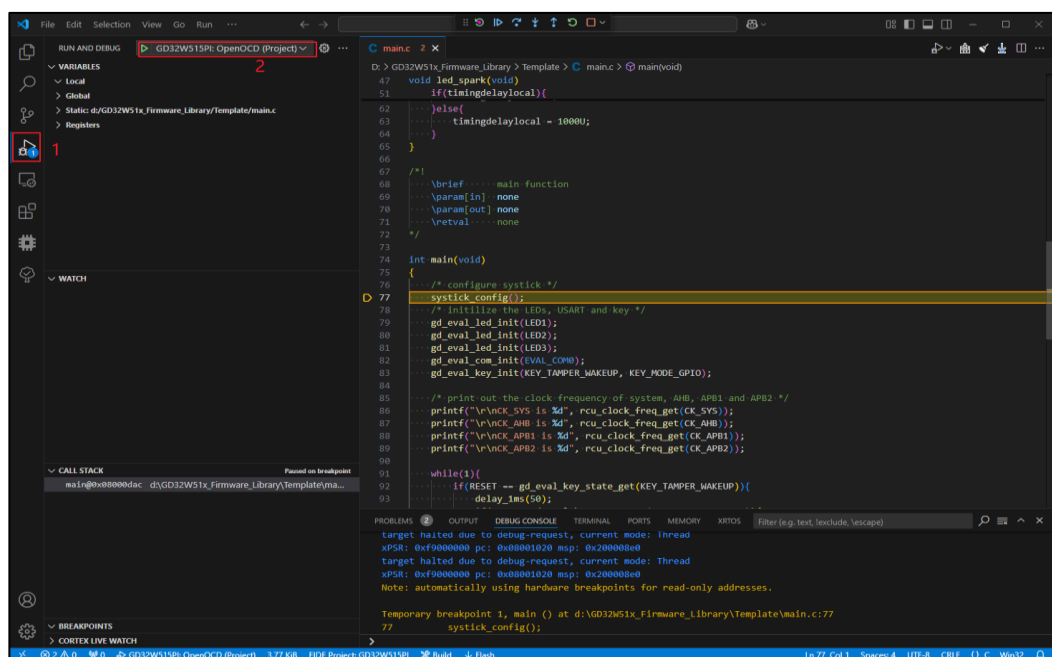 File Edit Selection View Go Run ···
RUN AND DEBUG GD32W515PI: OpenOCD (Project) ···
1
2
VARIABLES
Local
Global
Static: d:/GD32W51x_Firmware_Library/Template/main.c
Registers
1
WATCH
CALL STACK Paused on breakpoint
main@0x08000dac d:\GD32W51x_Firmware_Library\Template\ma...
BREAKPOINTS
CORTEX LIVE WATCH
main.c 2
D: > GD32W51x_Firmware_Library > Template > C main.c > main(void)
47 void led_spark(void)
51 if(timingdelaylocal){
62 ····}else{
63 ········timingdelaylocal = 1000U;
64 ····}
65 }
66
67 /*!
68 ····\brief······main function
69 ····\param[in]··none
70 ····\param[out]·none
71 ····\retval·····none
72 */
73
74 int main(void)
75 {
76 ····/* configure systick */
77 ····systick_config();
78 ····/* initilize the LEDs, USART and key */
79 ····gd_eval_led_init(LED1);
80 ····gd_eval_led_init(LED2);
81 ····gd_eval_led_init(LED3);
82 ····gd_eval_com_init(EVAL_COM0);
83 ····gd_eval_key_init(KEY_TAMPER_WAKEUP, KEY_MODE_GPIO);
84
85 ····/* print out the clock frequency of system, AHB, APB1 and APB2 */
86 ····printf("\r\nCK_SYS is %d", rcu_clock_freq_get(CK_SYS));
87 ····printf("\r\nCK_AHB is %d", rcu_clock_freq_get(CK_AHB));
88 ····printf("\r\nCK_APB1 is %d", rcu_clock_freq_get(CK_APB1));
89 ····printf("\r\nCK_APB2 is %d", rcu_clock_freq_get(CK_APB2));
90
91 ····while(1){
92 ········if(RESET == gd_eval_key_state_get(KEY_TAMPER_WAKEUP)){
93 ············delay_1ms(50);
PROBLEMS 2 OUTPUT DEBUG CONSOLE TERMINAL PORTS MEMORY XRTOS Filter (e.g. text, !exclude, \escape)
target halted due to debug-request, current mode: Thread
xPSR: 0xf9000000 pc: 0x08001020 msp: 0x200008e0
target halted due to debug-request, current mode: Thread
xPSR: 0xf9000000 pc: 0x08001020 msp: 0x200008e0
Note: automatically using hardware breakpoints for read-only addresses.
Temporary breakpoint 1, main () at d:\GD32W51x_Firmware_Library\Template\main.c:77
77 systick_config();
>
2 0 0 GD32W515PI: OpenOCD (Project) 3.77 KiB EIDE Project: GD32W515PI Build Flash Ln 77, Col 1 Spaces: 4 UTF-8 CRLF {} C Win32